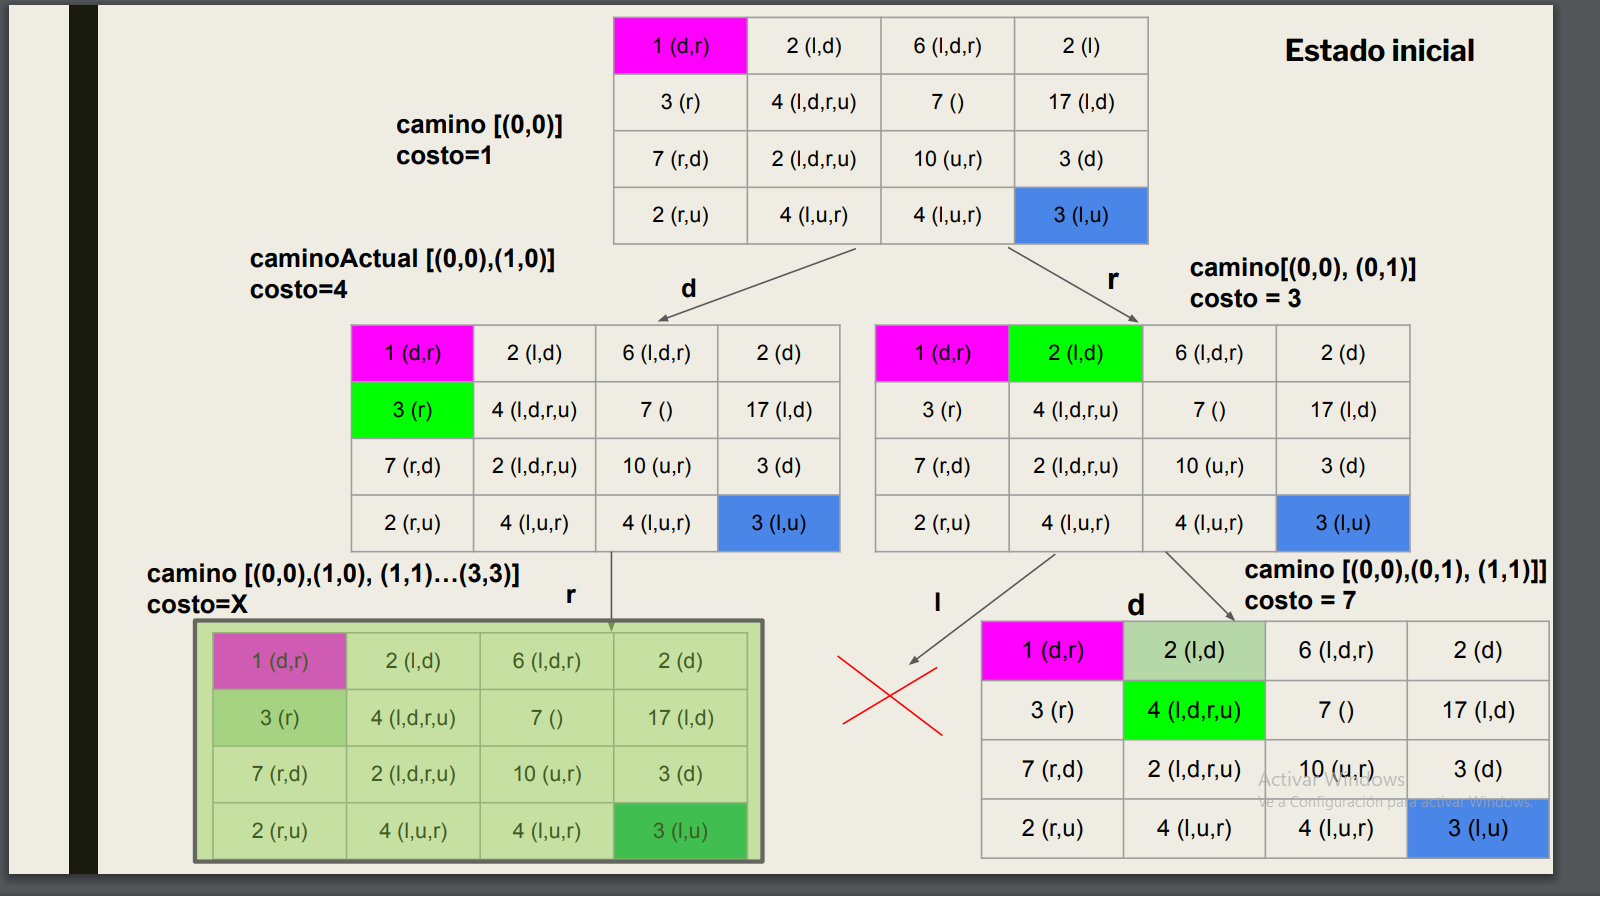 Estado inicial
1 (d,r) 2 (l,d) 6 (l,d,r) 2 (l)
3 (r) 4 (l,d,r,u) 7 () 17 (l,d)
7 (r,d) 2 (l,d,r,u) 10 (u,r) 3 (d)
2 (r,u) 4 (l,u,r) 4 (l,u,r) 3 (l,u)
camino [(0,0)]
costo=1
caminoActual [(0,0),(1,0)]
costo=4
d
r
camino[(0,0), (0,1)]
costo = 3
1 (d,r) 2 (l,d) 6 (l,d,r) 2 (d)
3 (r) 4 (l,d,r,u) 7 () 17 (l,d)
7 (r,d) 2 (l,d,r,u) 10 (u,r) 3 (d)
2 (r,u) 4 (l,u,r) 4 (l,u,r) 3 (l,u)
1 (d,r) 2 (l,d) 6 (l,d,r) 2 (d)
3 (r) 4 (l,d,r,u) 7 () 17 (l,d)
7 (r,d) 2 (l,d,r,u) 10 (u,r) 3 (d)
2 (r,u) 4 (l,u,r) 4 (l,u,r) 3 (l,u)
camino [(0,0),(1,0), (1,1)...(3,3)]
costo=X
r
l
d
camino [(0,0),(0,1), (1,1)]]
costo = 7
1 (d,r) 2 (l,d) 6 (l,d,r) 2 (d)
3 (r) 4 (l,d,r,u) 7 () 17 (l,d)
7 (r,d) 2 (l,d,r,u) 10 (u,r) 3 (d)
2 (r,u) 4 (l,u,r) 4 (l,u,r) 3 (l,u)
1 (d,r) 2 (l,d) 6 (l,d,r) 2 (d)
3 (r) 4 (l,d,r,u) 7 () 17 (l,d)
7 (r,d) 2 (l,d,r,u) 10 (u,r) 3 (d)
2 (r,u) 4 (l,u,r) 4 (l,u,r) 3 (l,u)
Activar Windows
Ve a Configuración para activar Windows.